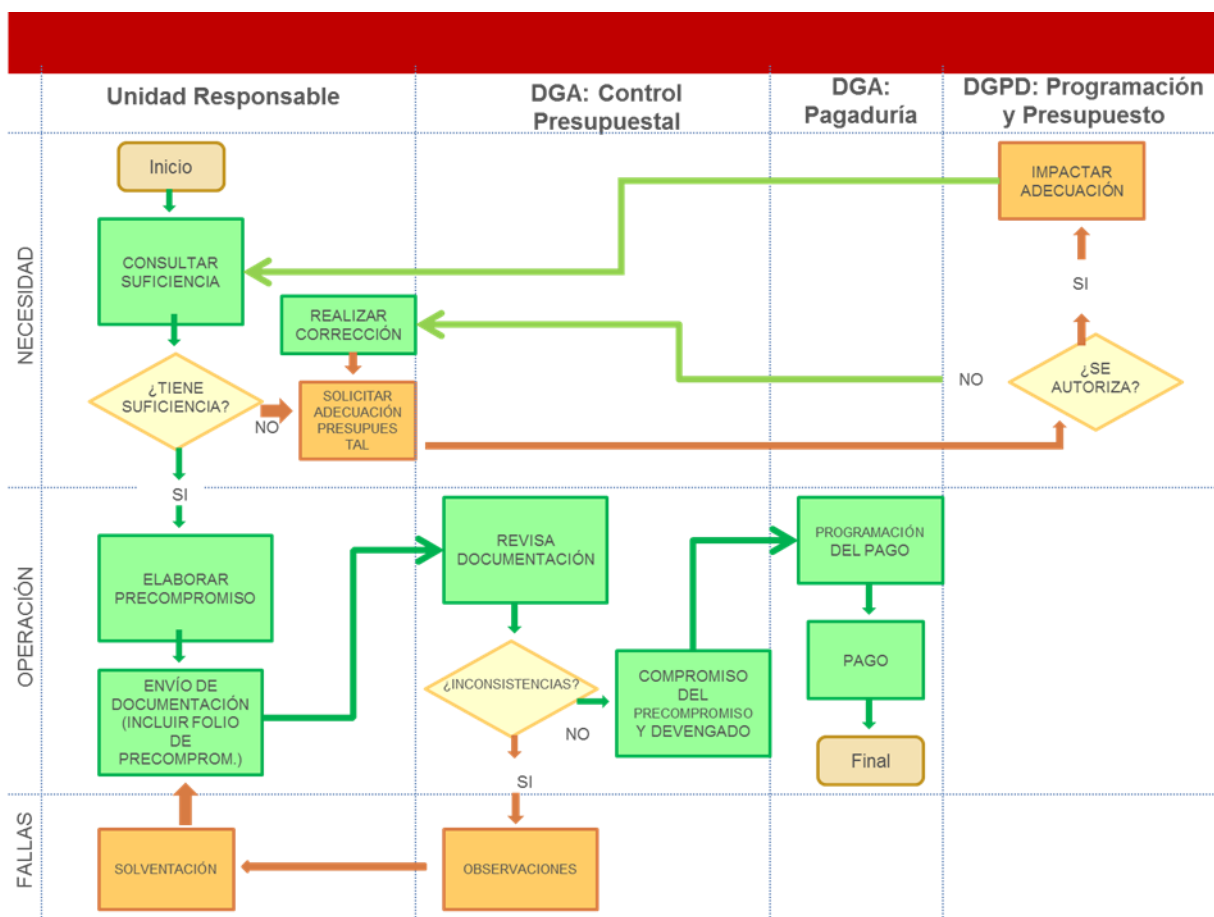 Unidad Responsable
DGA: Control
Presupuestal
DGA:
Pagaduría
DGPD: Programación
y Presupuesto
NECESIDAD
Inicio
CONSULTAR
SUFICIENCIA
REALIZAR
CORRECCIÓN
¿TIENE
SUFICIENCIA?
NO
SOLICITAR
ADECUACIÓN
PRESUPUES
TAL
IMPACTAR
ADECUACIÓN
SI
NO
¿SE
AUTORIZA?
SI
OPERACIÓN
ELABORAR
PRECOMPROMISO
ENVÍO DE
DOCUMENTACIÓN
(INCLUIR FOLIO
DE
PRECOMPROM.)
REVISA
DOCUMENTACIÓN
¿INCONSISTENCIAS?
NO
SI
COMPROMISO
DEL
PRECOMPROMISO
Y DEVENGADO
PROGRAMACIÓN
DEL PAGO
PAGO
Final
FALLAS
SOLVENTACIÓN
OBSERVACIONES